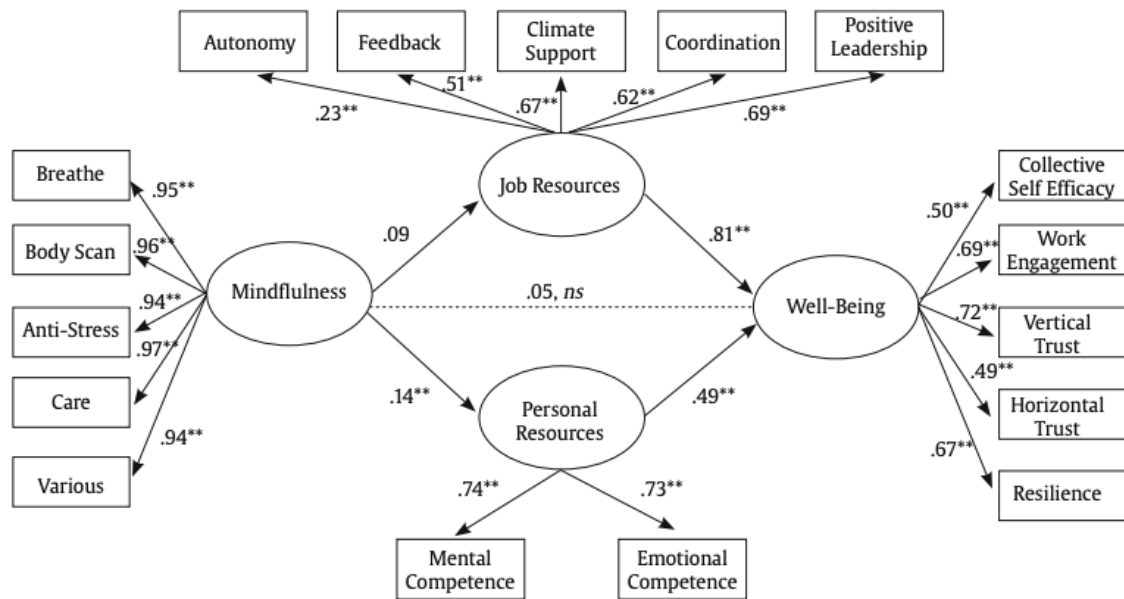 Autonomy
Feedback
Climate
Support
Coordination
Positive
Leadership
.23**
.51**
.67**
.62**
.69**
Breathe
Body Scan
Anti-Stress
Care
Various
.95**
.96**
.94**
.97**
.94**
Mindflulness
Job Resources
.09
.81**
.05, ns
Well-Being
.14**
Personal
Resources
.49**
.74**
.73**
Mental
Competence
Emotional
Competence
.50**
.69**
.72**
.49**
.67**
Collective
Self Efficacy
Work
Engagement
Vertical
Trust
Horizontal
Trust
Resilience